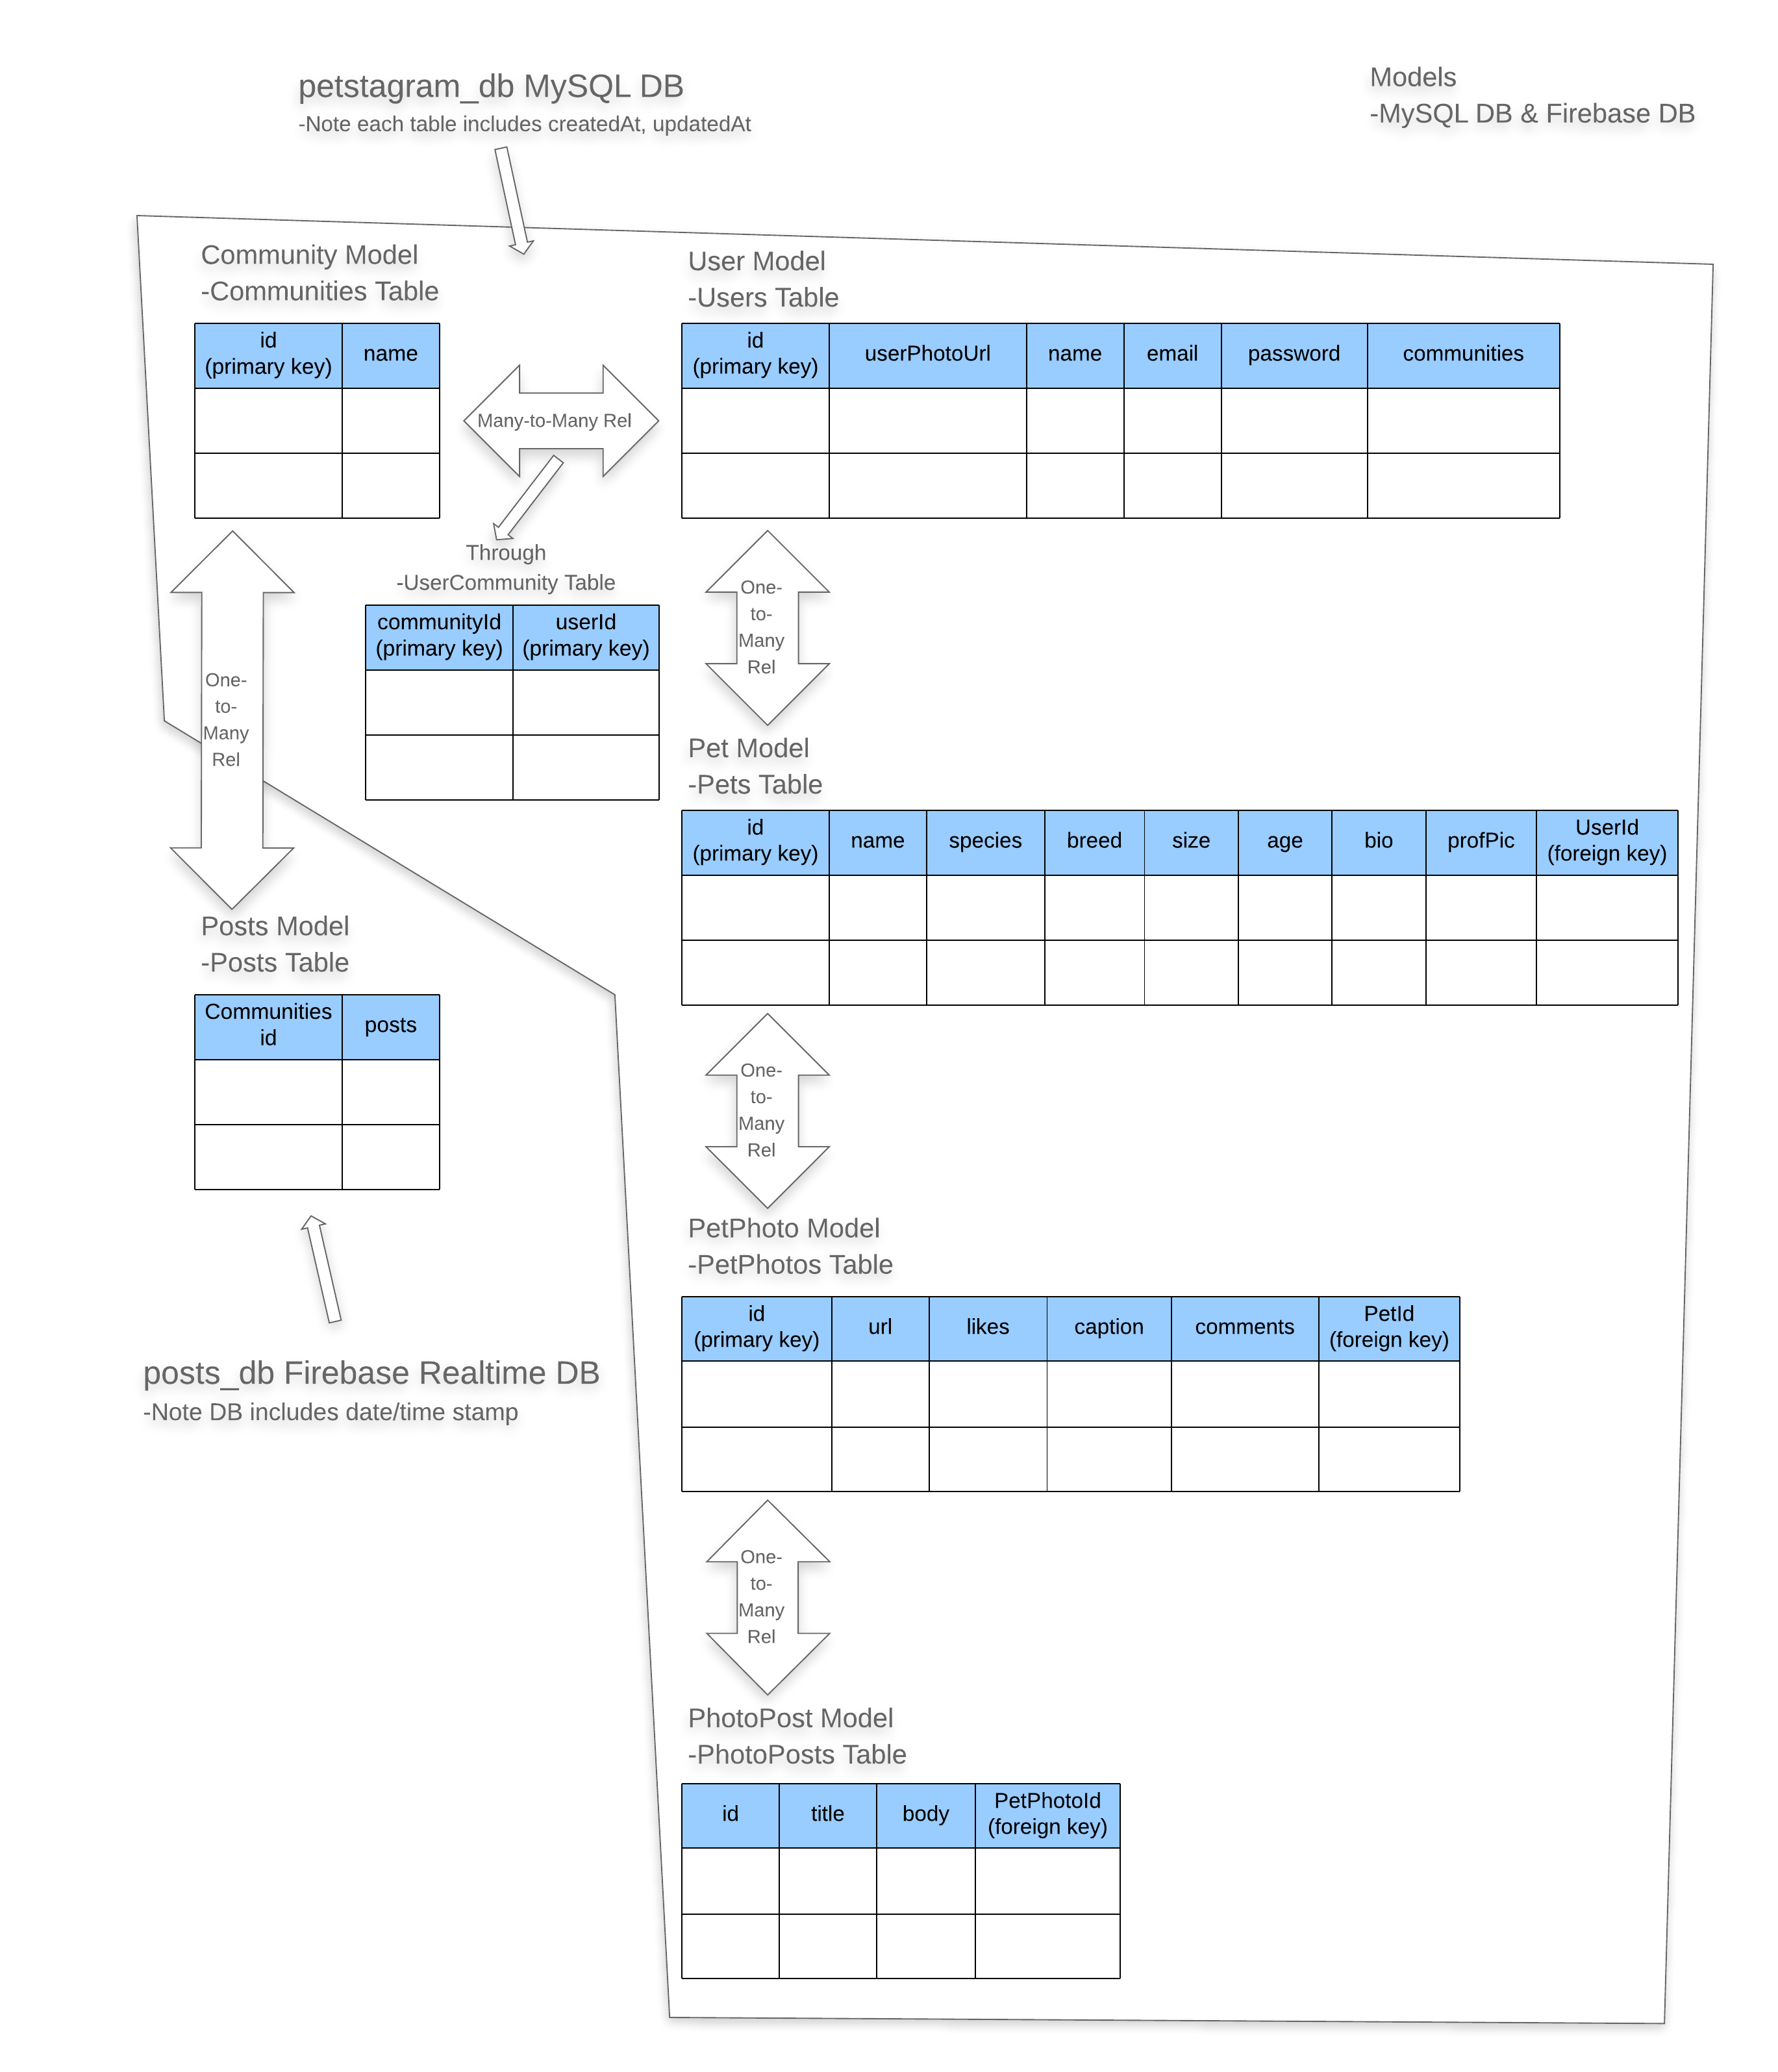 petstagram_db MySQL DB
-Note each table includes createdAt, updatedAt
Models
-MySQL DB & Firebase DB
Community Model
-Communities Table
id
(primary key)
name
Many-to-Many Rel
User Model
-Users Table
id
(primary key)
userPhotoUrl
name
email
password
communities
Through
-UserCommunity Table
communityId
(primary key)
userId
(primary key)
One-
to-
Many
Rel
One-
to-
Many
Rel
Pet Model
-Pets Table
id
(primary key)
name
species
breed
size
age
bio
profPic
UserId
(foreign key)
Posts Model
-Posts Table
Communities
id
posts
One-
to-
Many
Rel
PetPhoto Model
-PetPhotos Table
id
(primary key)
url
likes
caption
comments
PetId
(foreign key)
posts_db Firebase Realtime DB
-Note DB includes date/time stamp
One-
to-
Many
Rel
PhotoPost Model
-PhotoPosts Table
id
title
body
PetPhotoId
(foreign key)